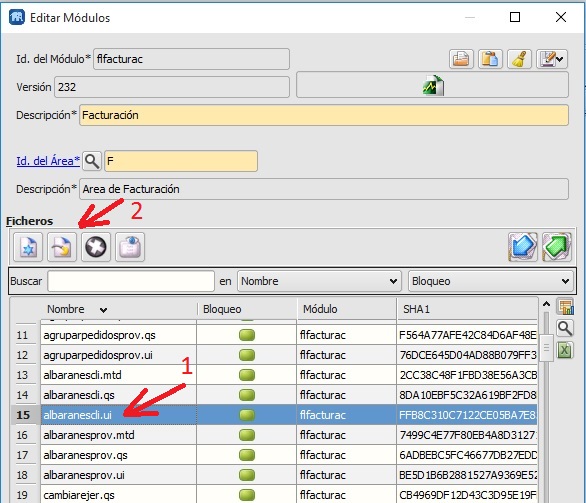 Editar Módulos
Id. del Módulo* flfacturac
Versión 232
Descripción* Facturación
Id. del Área* F
Descripción* Area de Facturación
2
Ficheros
Buscar en Nombre Bloqueo
Nombre Bloqueo Módulo SHA1
11 agruparpedidosprov.qs flfacturac F564A77AFE42C84D6AF48E
12 agruparpedidosprov.ui flfacturac 76DCE645D04AD88B079FF3
13 albaranescli.mtd flfacturac 2CC38C48F1FBD38E56A3CB
14 albaranescli.qs flfacturac 8DA10EBF5C32A619BF2FD8
1
15 albaranescli.ui flfacturac FFB8C310C7122CE05BA7E8
16 albaranesprov.mtd flfacturac 7499C4E77F80EB4A8D3127
17 albaranesprov.qs flfacturac 6ADBEBC5FC46677DC27DDB
18 albaranesprov.ui flfacturac BE5D1B6B2881527A9369E5
19 cambiarejer.qs flfacturac CB4969DF12D43C3D95E19F